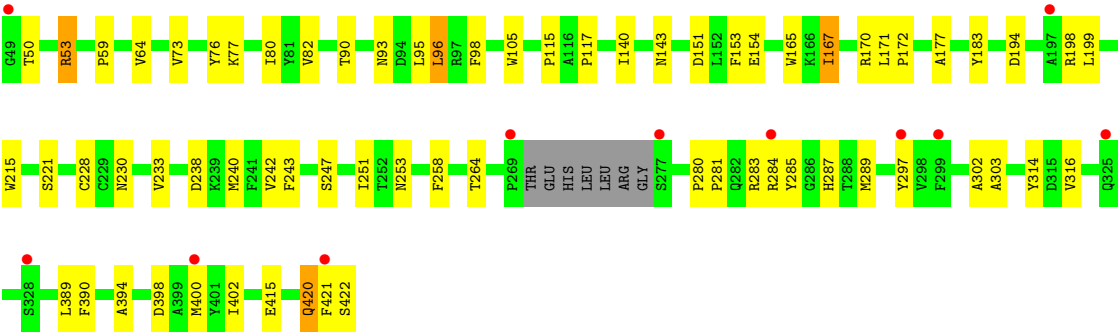 G49 T50 R53 P59 V64 V73 Y76 K77 I80 Y81 V82 T90 N93 D94 L95 L96 R97 F98 W105 P115 A116 P117 I140 N143 D151 L152 F153 E154 W165 K166 I167 R170 L171 P172 A177 Y183 D194 A197 R198 L199
W215 S221 C228 C229 N230 V233 D238 K239 M240 F241 V242 F243 S247 I251 T252 N253 F258 T264 P269 THR GLU HIS LEU LEU ARG GLY S277 P280 P281 Q282 R283 R284 Y285 G286 H287 T288 M289 Y297 V298 F299 A302 A303 Y314 D315 V316 Q325
S328 L389 F390 A394 D398 A399 M400 Y401 I402 E415 Q420 F421 S422